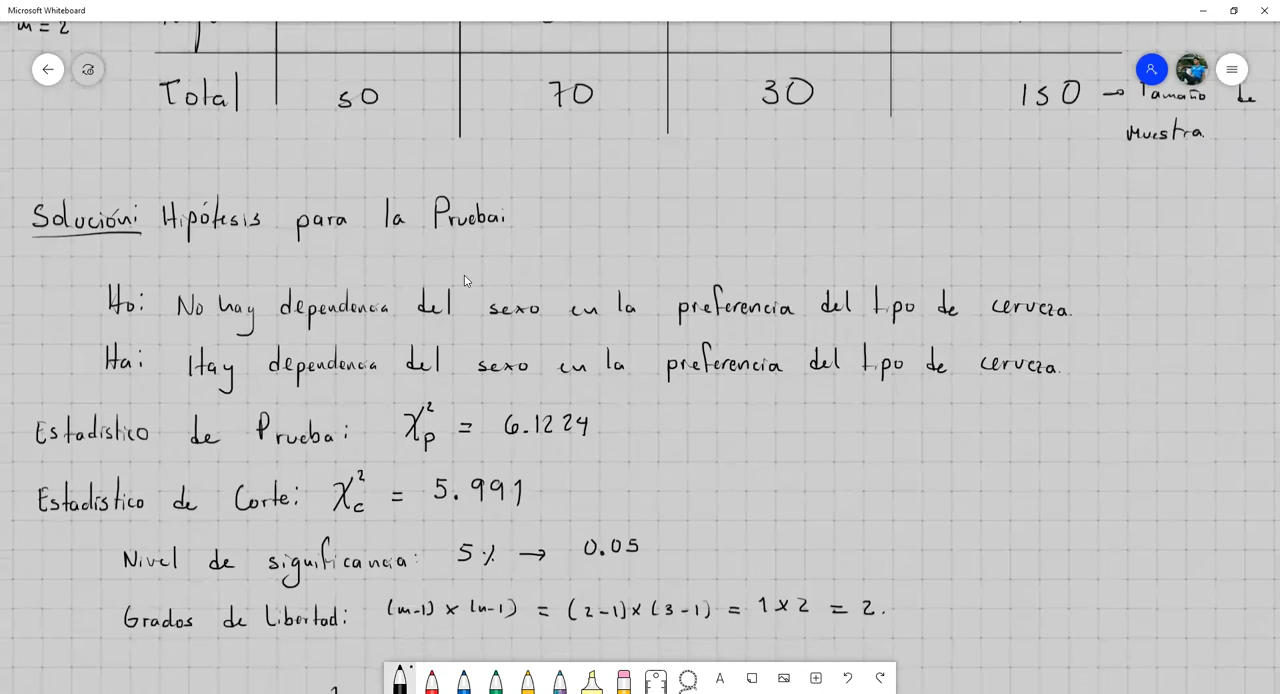 Microsoft Whiteboard
m = 2
Total 50 70 30 150 → Tamaño de
muestra.
Solución: Hipótesis para la Prueba:
Ho: No hay dependencia del sexo en la preferencia del tipo de cerveza.
Ha: Hay dependencia del sexo en la preferencia del tipo de cerveza.
Estadístico de Prueba: χ²p = 6.1224
Estadístico de Corte: χ²c = 5.991
Nivel de significancia: 5% → 0.05
Grados de Libertad: (m-1) x (n-1) = (2-1)x(3-1) = 1x2 = 2.